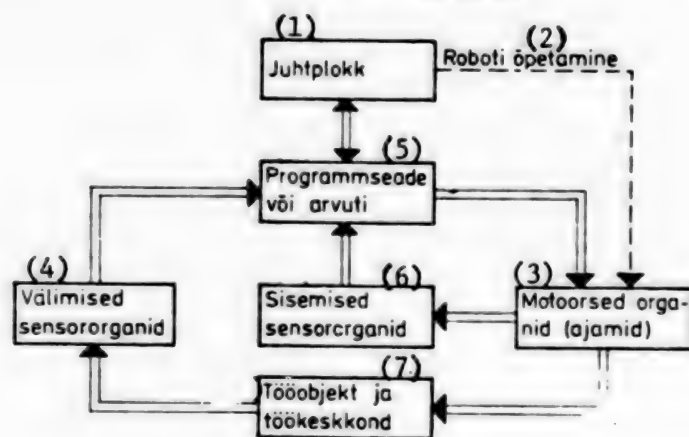 (1)
Juhtplokk
(2)
Roboti õpetamine
(5)
Programmseade
või arvuti
(4)
Välimised
sensororganid
(6)
Sisemised
sensororganid
(3)
Motoorsed orga-
nid (ajamid)
(7)
Tööobjekt ja
töökeskkond